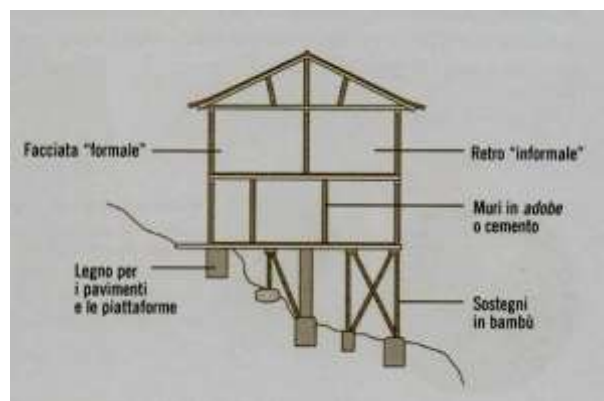 Facciata "formale"
Retro "informale"
Muri in adobe
o cemento
Legno per
i pavimenti
e le piattaforme
Sostegni
in bambù